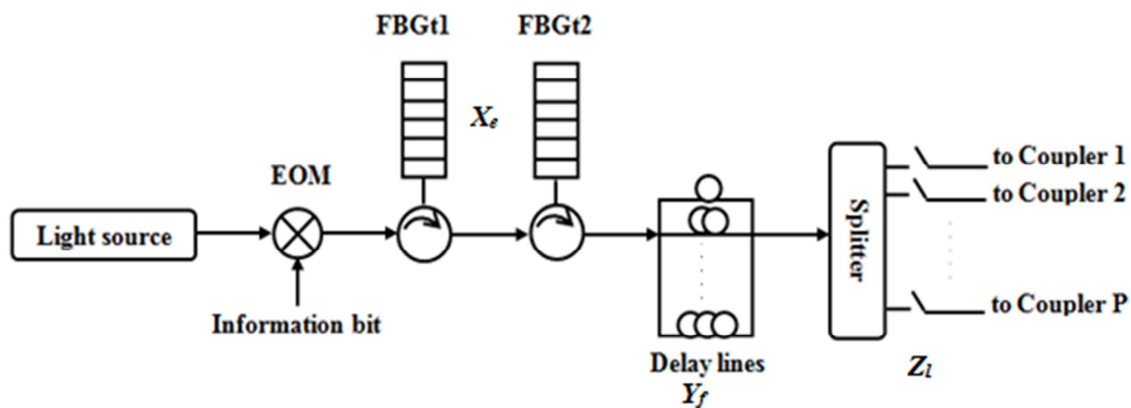 FBGt1
FBGt2
Xe
EOM
Light source
Information bit
Delay lines
Yf
Splitter
to Coupler 1
to Coupler 2
to Coupler P
Zl